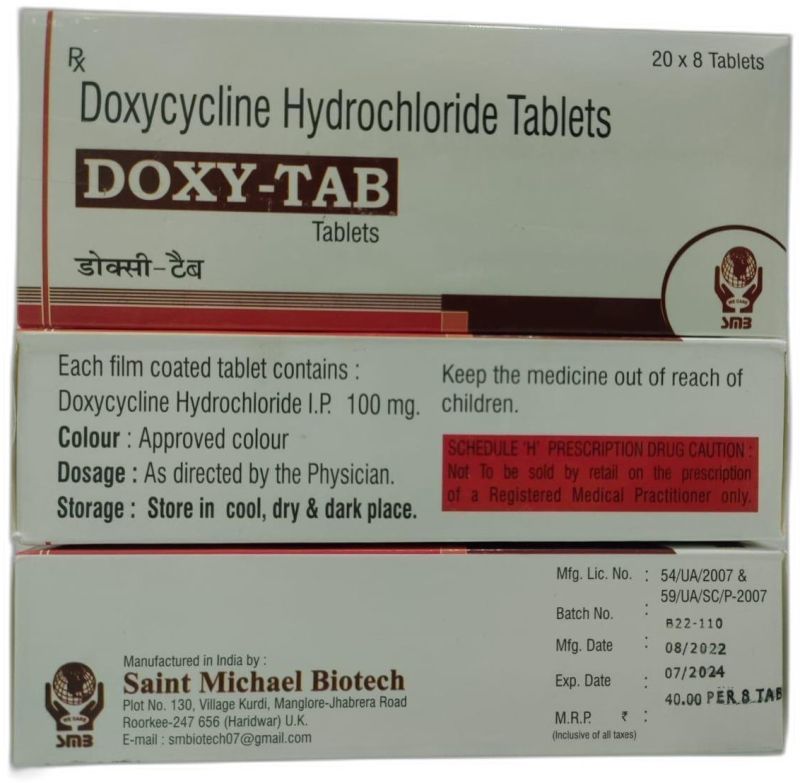 Rx
20 x 8 Tablets
Doxycycline Hydrochloride Tablets
DOXY-TAB
Tablets
डोक्सी-टैब
WE CARE
SMB
Each film coated tablet contains :
Doxycycline Hydrochloride I.P. 100 mg.
Colour : Approved colour
Dosage : As directed by the Physician.
Storage : Store in cool, dry & dark place.
Keep the medicine out of reach of
children.
SCHEDULE 'H' PRESCRIPTION DRUG CAUTION :
Not To be sold by retail on the prescription
of a Registered Medical Practitioner only.
Mfg. Lic. No. : 54/UA/2007 &
59/UA/SC/P-2007
Batch No. : B22-110
Mfg. Date : 08/2022
Exp. Date : 07/2024
40.00 PER 8 TAB
M.R.P. ₹ :
(Inclusive of all taxes)
WE CARE
SMB
Manufactured in India by :
Saint Michael Biotech
Plot No. 130, Village Kurdi, Manglore-Jhabrera Road
Roorkee-247 656 (Haridwar) U.K.
E-mail : smbiotech07@gmail.com